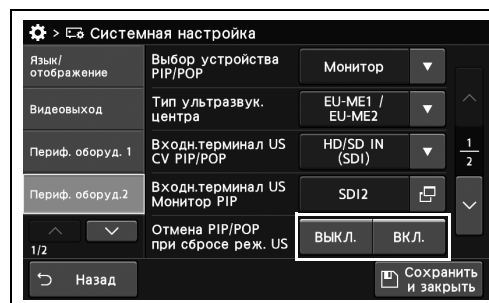 > Системная настройка
Язык/
отображение
Выбор устройства
PIP/POP
Монитор
Видеовыход
Тип ультразвук.
центра
EU-ME1 /
EU-ME2
Периф. оборуд. 1
Входн.терминал US
CV PIP/POP
HD/SD IN
(SDI)
1
2
Периф. оборуд.2
Входн.терминал US
Монитор PIP
SDI2
1/2
Отмена PIP/POP
при сбросе реж. US
ВЫКЛ.
ВКЛ.
Назад
Сохранить
и закрыть